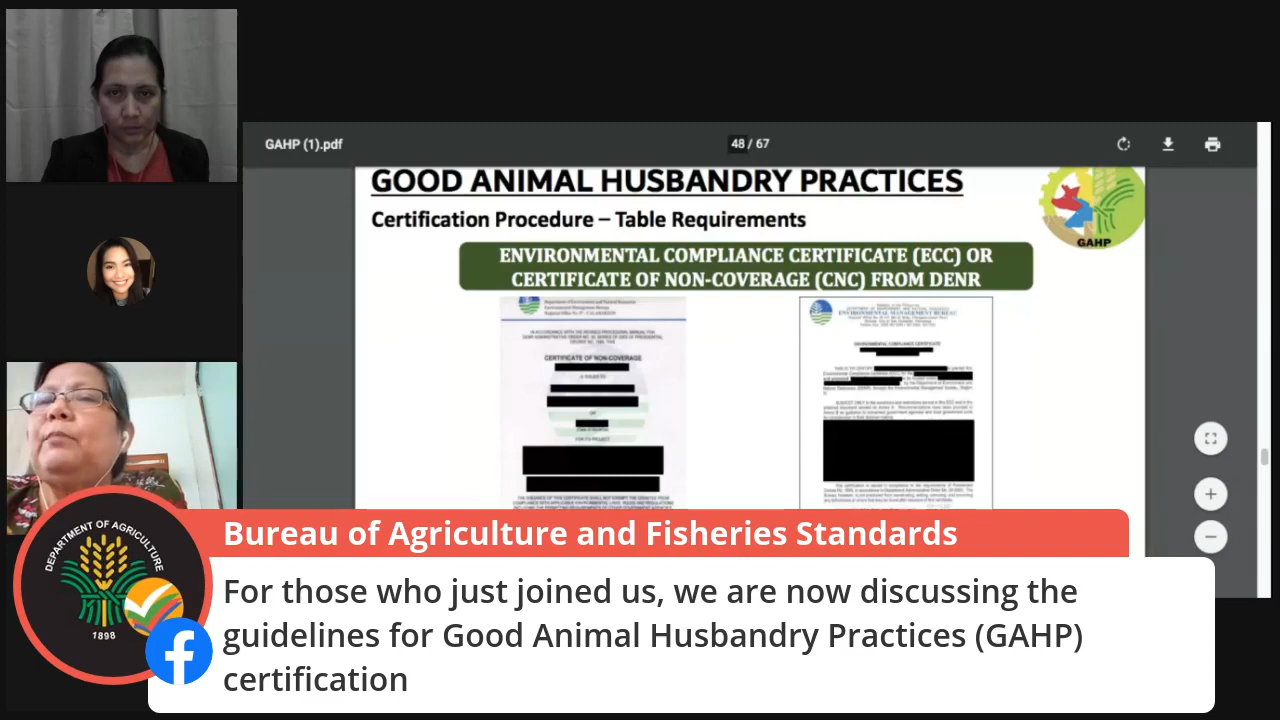 GAHP (1).pdf
48 / 67
GOOD ANIMAL HUSBANDRY PRACTICES
Certification Procedure – Table Requirements
GAHP
ENVIRONMENTAL COMPLIANCE CERTIFICATE (ECC) OR
CERTIFICATE OF NON-COVERAGE (CNC) FROM DENR
CERTIFICATE OF NON-COVERAGE
ENVIRONMENTAL MANAGEMENT BUREAU
ENVIRONMENTAL COMPLIANCE CERTIFICATE
DEPARTMENT OF AGRICULTURE
1898
Bureau of Agriculture and Fisheries Standards
For those who just joined us, we are now discussing the
guidelines for Good Animal Husbandry Practices (GAHP)
certification